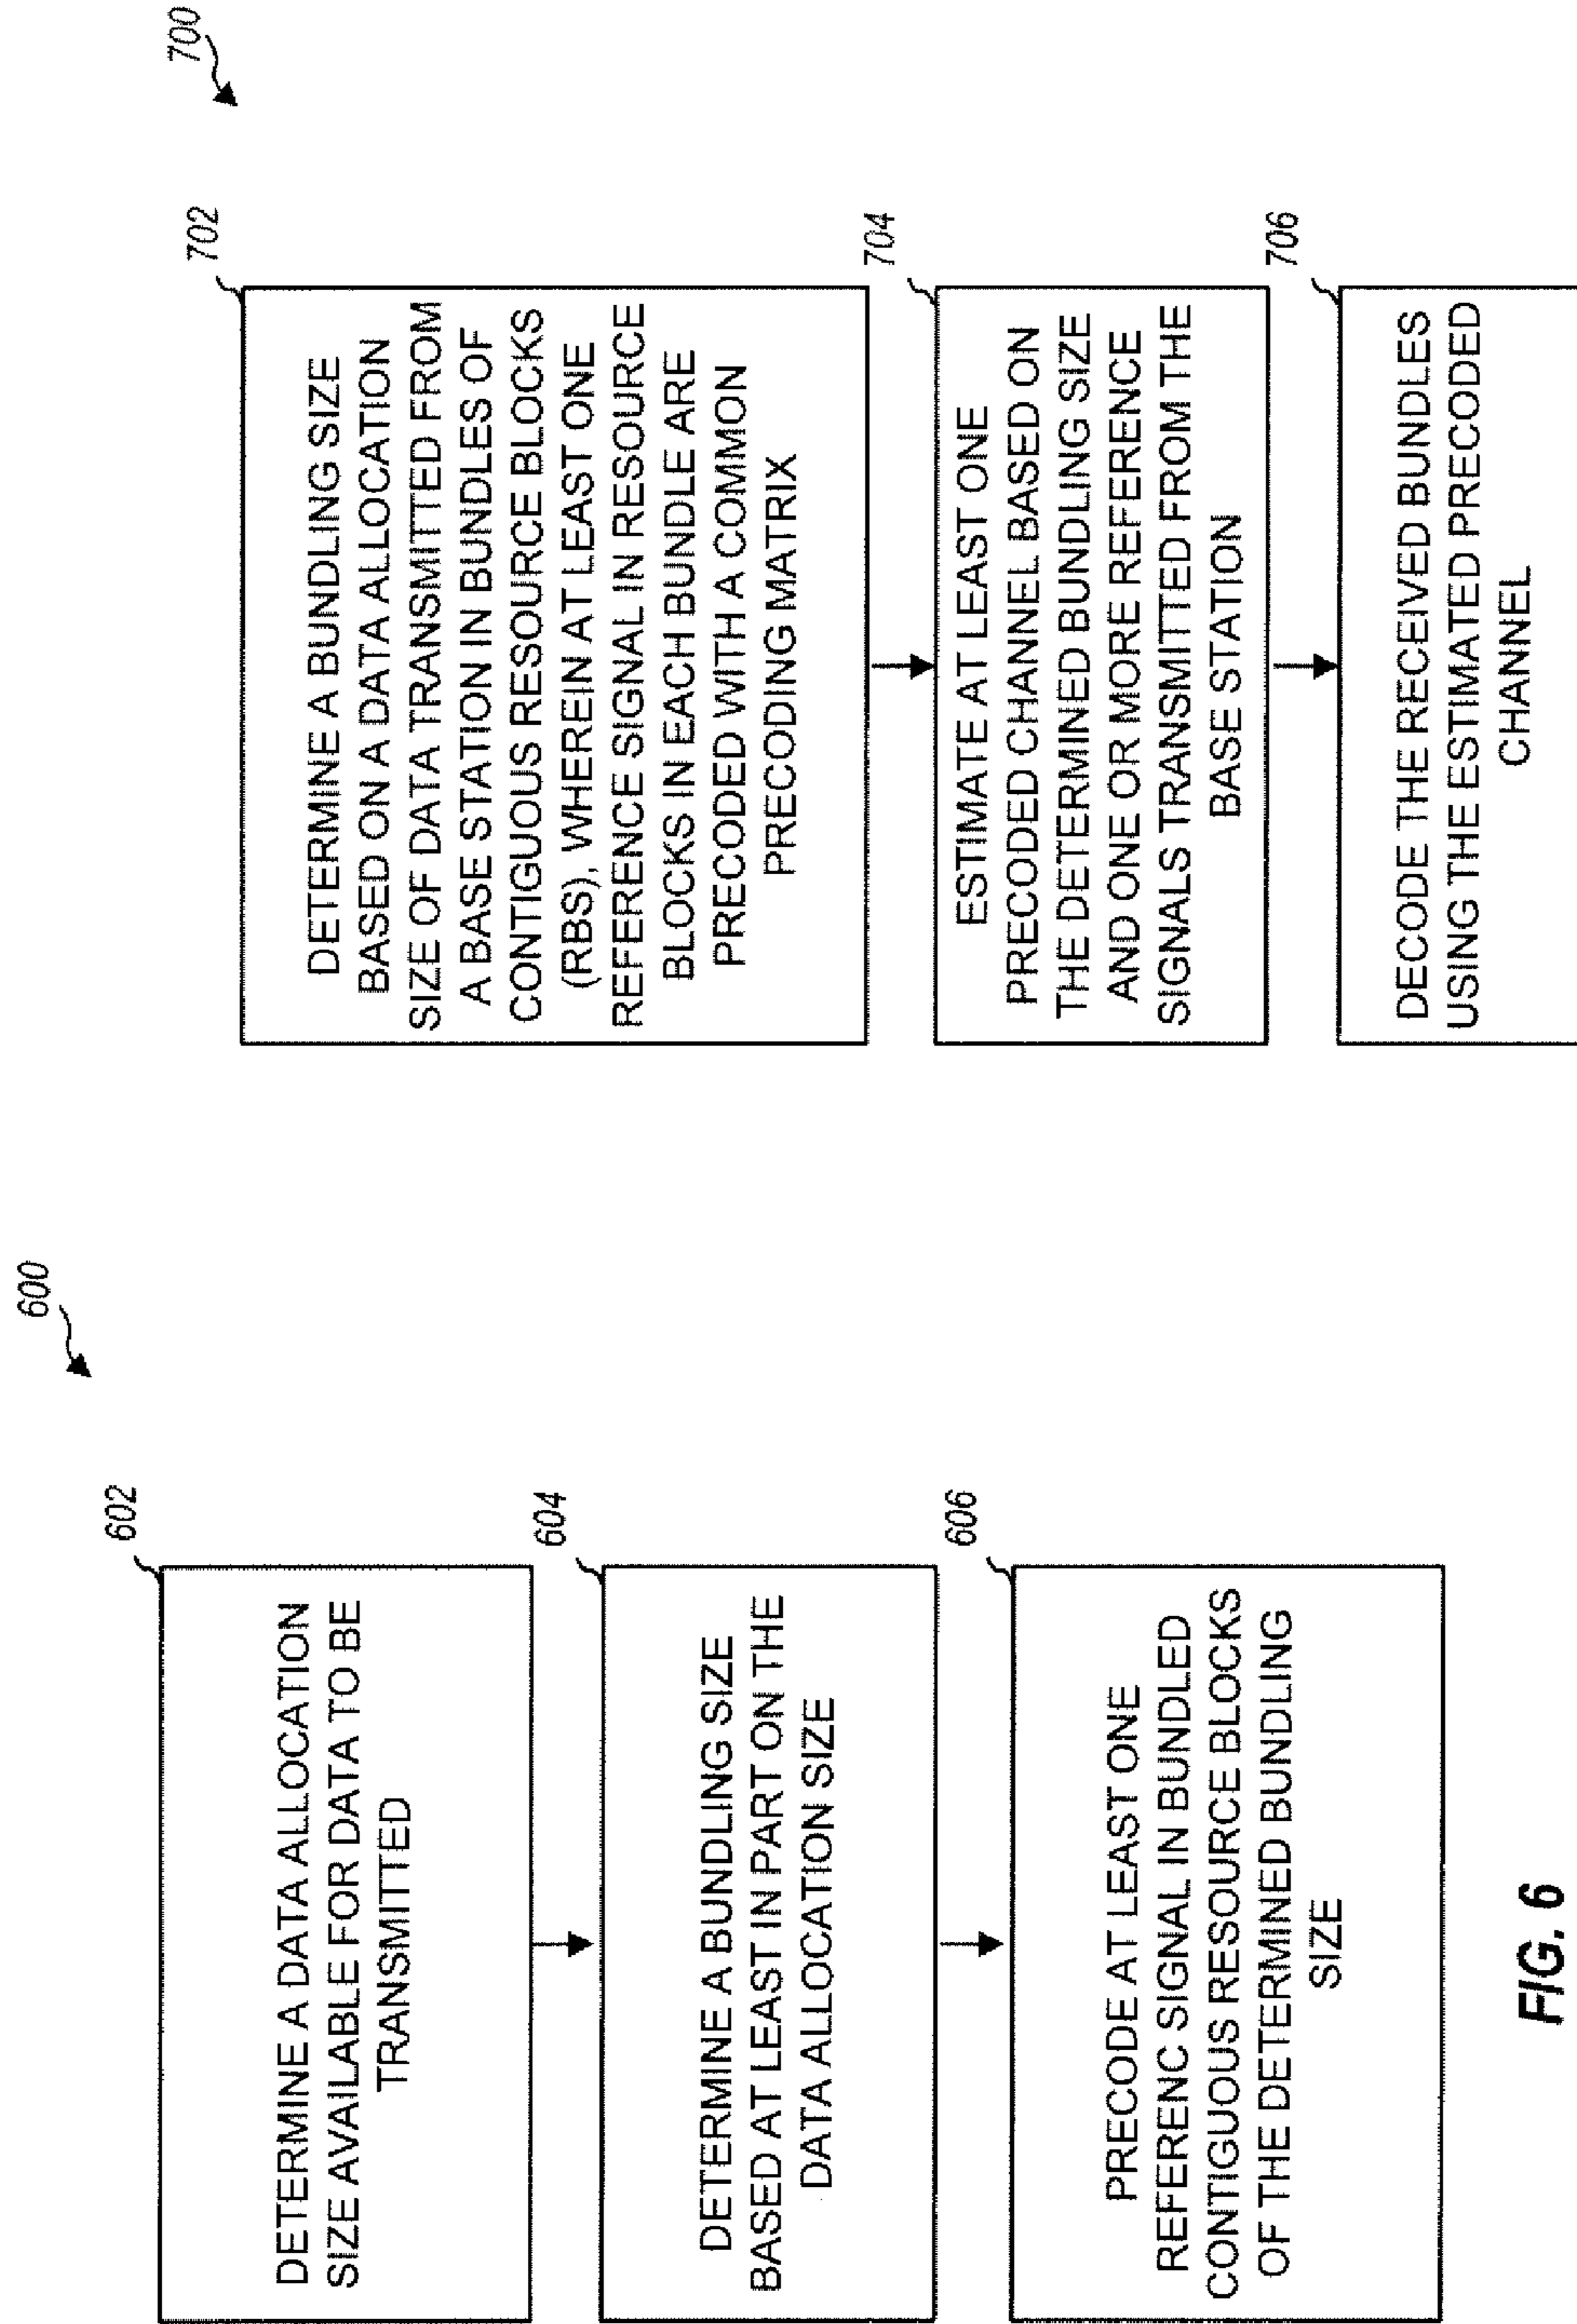 600
602
DETERMINE A DATA ALLOCATION
SIZE AVAILABLE FOR DATA TO BE
TRANSMITTED
604
DETERMINE A BUNDLING SIZE
BASED AT LEAST IN PART ON THE
DATA ALLOCATION SIZE
606
PRECODE AT LEAST ONE
REFERENC SIGNAL IN BUNDLED
CONTIGUOUS RESOURCE BLOCKS
OF THE DETERMINED BUNDLING
SIZE
FIG. 6
700
702
DETERMINE A BUNDLING SIZE
BASED ON A DATA ALLOCATION
SIZE OF DATA TRANSMITTED FROM
A BASE STATION IN BUNDLES OF
CONTIGUOUS RESOURCE BLOCKS
(RBS), WHEREIN AT LEAST ONE
REFERENCE SIGNAL IN RESOURCE
BLOCKS IN EACH BUNDLE ARE
PRECODED WITH A COMMON
PRECODING MATRIX
704
ESTIMATE AT LEAST ONE
PRECODED CHANNEL BASED ON
THE DETERMINED BUNDLING SIZE
AND ONE OR MORE REFERENCE
SIGNALS TRANSMITTED FROM THE
BASE STATION
706
DECODE THE RECEIVED BUNDLES
USING THE ESTIMATED PRECODED
CHANNEL